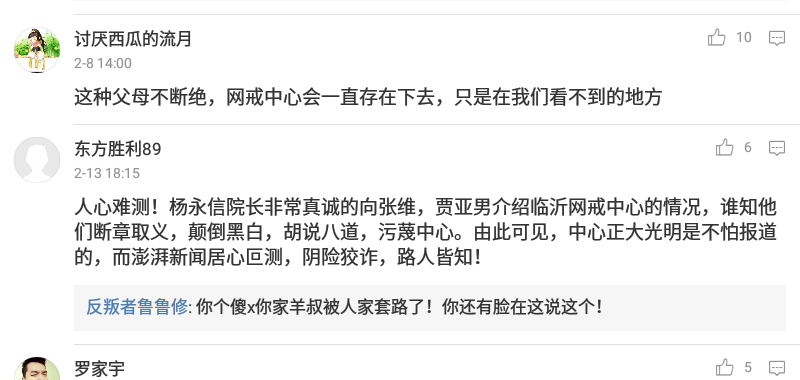 讨厌西瓜的流月
10
2-8 14:00
这种父母不断绝，网戒中心会一直存在下去，只是在我们看不到的地方
东方胜利89
6
2-13 18:15
人心难测！杨永信院长非常真诚的向张维，贾亚男介绍临沂网戒中心的情况，谁知他
们断章取义，颠倒黑白，胡说八道，污蔑中心。由此可见，中心正大光明是不怕报道
的，而澎湃新闻居心叵测，阴险狡诈，路人皆知！
反叛者鲁鲁修: 你个傻x你家羊叔被人家套路了！你还有脸在这说这个！
罗家宇
5